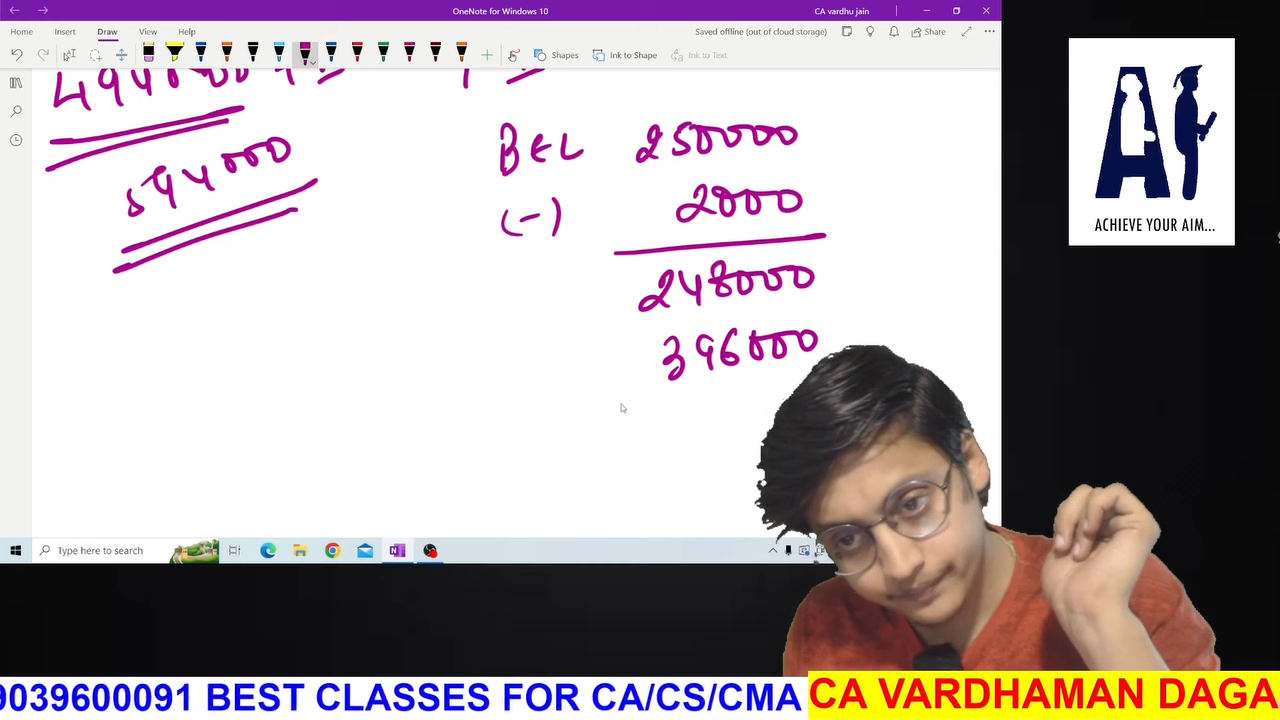 OneNote for Windows 10
CA vardhu jain
Home
Insert
Draw
View
Help
Saved offline (out of cloud storage)
Share
Shapes
Ink to Shape
Ink to Text
594000
BEL 250000
(-) 2000
248000
396000
ACHIEVE YOUR AIM...
Type here to search
9039600091 BEST CLASSES FOR CA/CS/CMA
CA VARDHAMAN DAGA